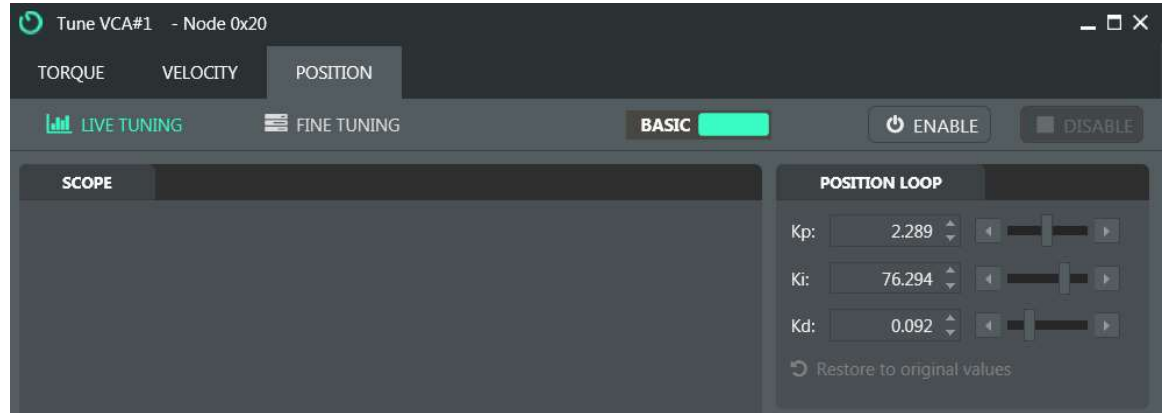 Tune VCA#1 - Node 0x20
TORQUE VELOCITY POSITION
LIVE TUNING FINE TUNING BASIC ENABLE DISABLE
SCOPE
POSITION LOOP
Kp: 2.289
Ki: 76.294
Kd: 0.092
Restore to original values